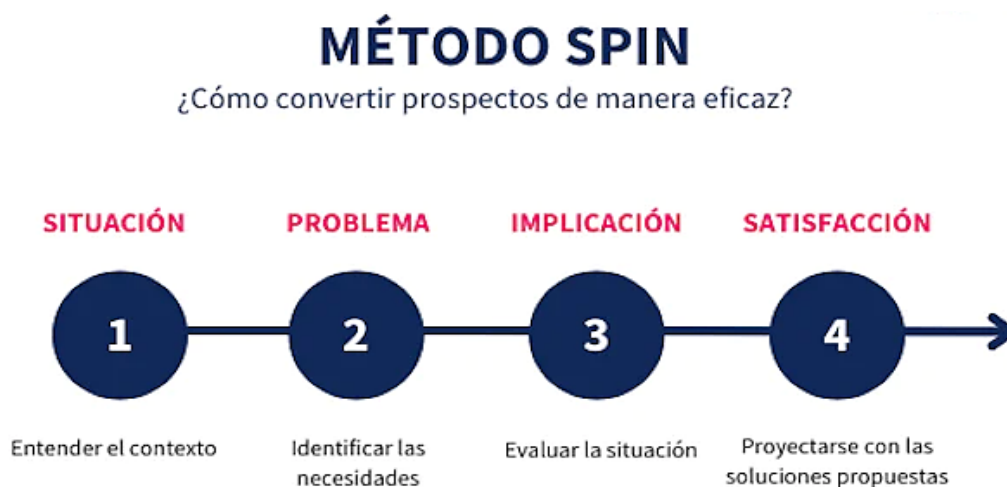 MÉTODO SPIN
¿Cómo convertir prospectos de manera eficaz?
SITUACIÓN
PROBLEMA
IMPLICACIÓN
SATISFACCIÓN
1
2
3
4
Entender el contexto
Identificar las
necesidades
Evaluar la situación
Proyectarse con las
soluciones propuestas